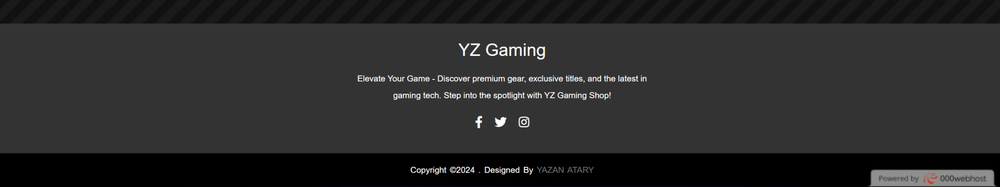 YZ Gaming
Elevate Your Game - Discover premium gear, exclusive titles, and the latest in
gaming tech. Step into the spotlight with YZ Gaming Shop!
Copyright ©2024 . Designed By YAZAN ATARY
Powered by 000webhost